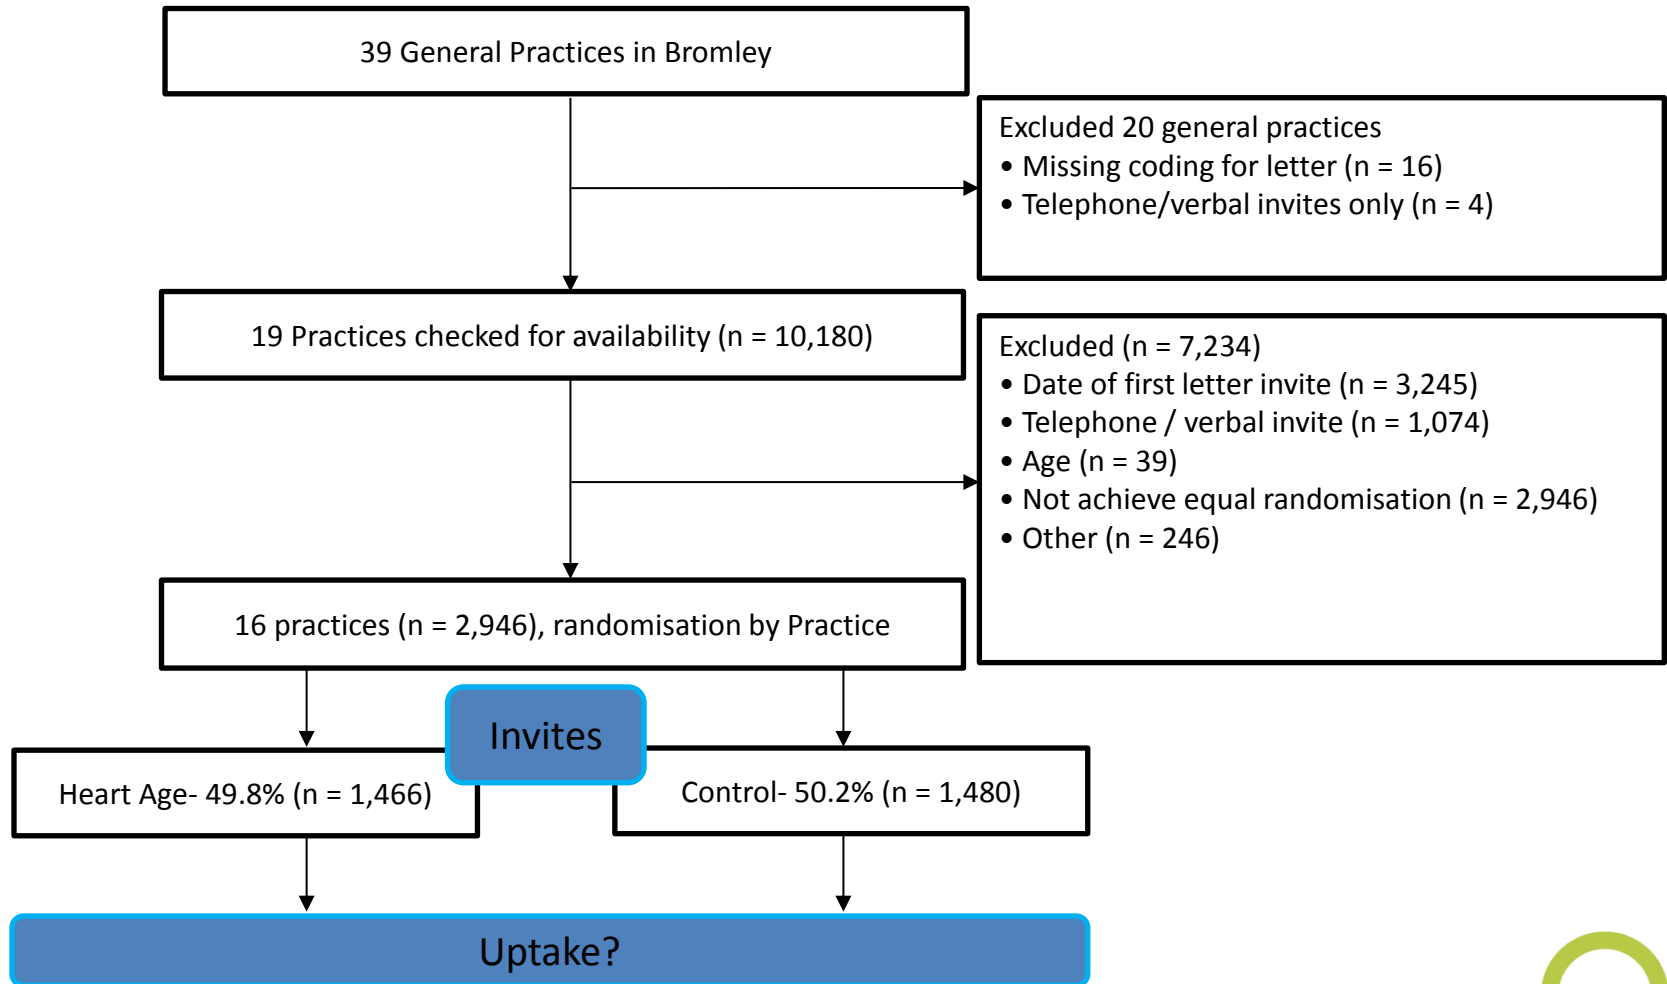 39 General Practices in Bromley
Excluded 20 general practices
• Missing coding for letter (n = 16)
• Telephone/verbal invites only (n = 4)
19 Practices checked for availability (n = 10,180)
Excluded (n = 7,234)
• Date of first letter invite (n = 3,245)
• Telephone / verbal invite (n = 1,074)
• Age (n = 39)
• Not achieve equal randomisation (n = 2,946)
• Other (n = 246)
16 practices (n = 2,946), randomisation by Practice
Invites
Heart Age- 49.8% (n = 1,466)
Control- 50.2% (n = 1,480)
Uptake?